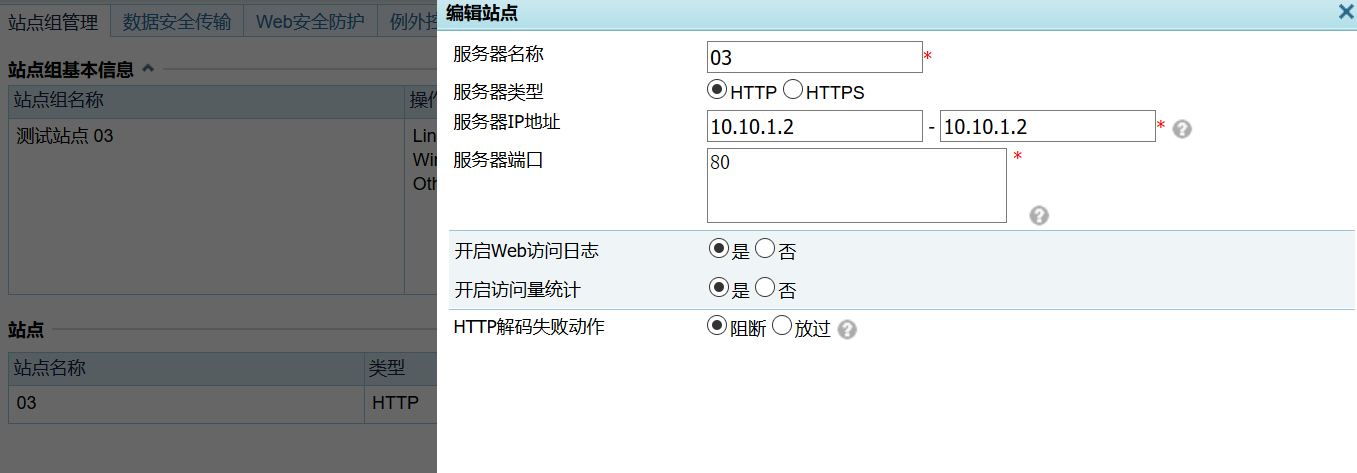 站点组管理 数据安全传输 Web安全防护 例外控
编辑站点
站点组基本信息
站点组名称
测试站点 03
Lin
Win
Oth
站点
站点名称 类型
03 HTTP
服务器名称 03 *
服务器类型 HTTP HTTPS
服务器IP地址 10.10.1.2 - 10.10.1.2 * ?
服务器端口 80 *
?
开启Web访问日志 是 否
开启访问量统计 是 否
HTTP解码失败动作 阻断 放过 ?